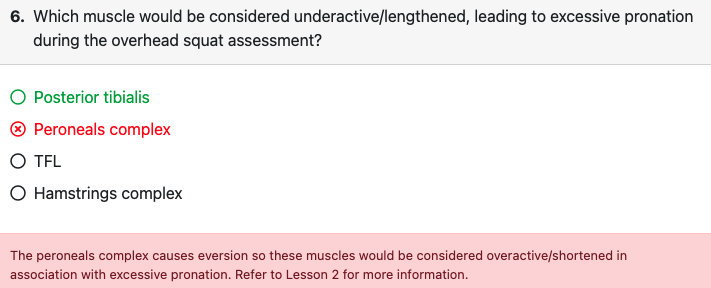 6. Which muscle would be considered underactive/lengthened, leading to excessive pronation
during the overhead squat assessment?
Posterior tibialis
Peroneals complex
TFL
Hamstrings complex
The peroneals complex causes eversion so these muscles would be considered overactive/shortened in
association with excessive pronation. Refer to Lesson 2 for more information.